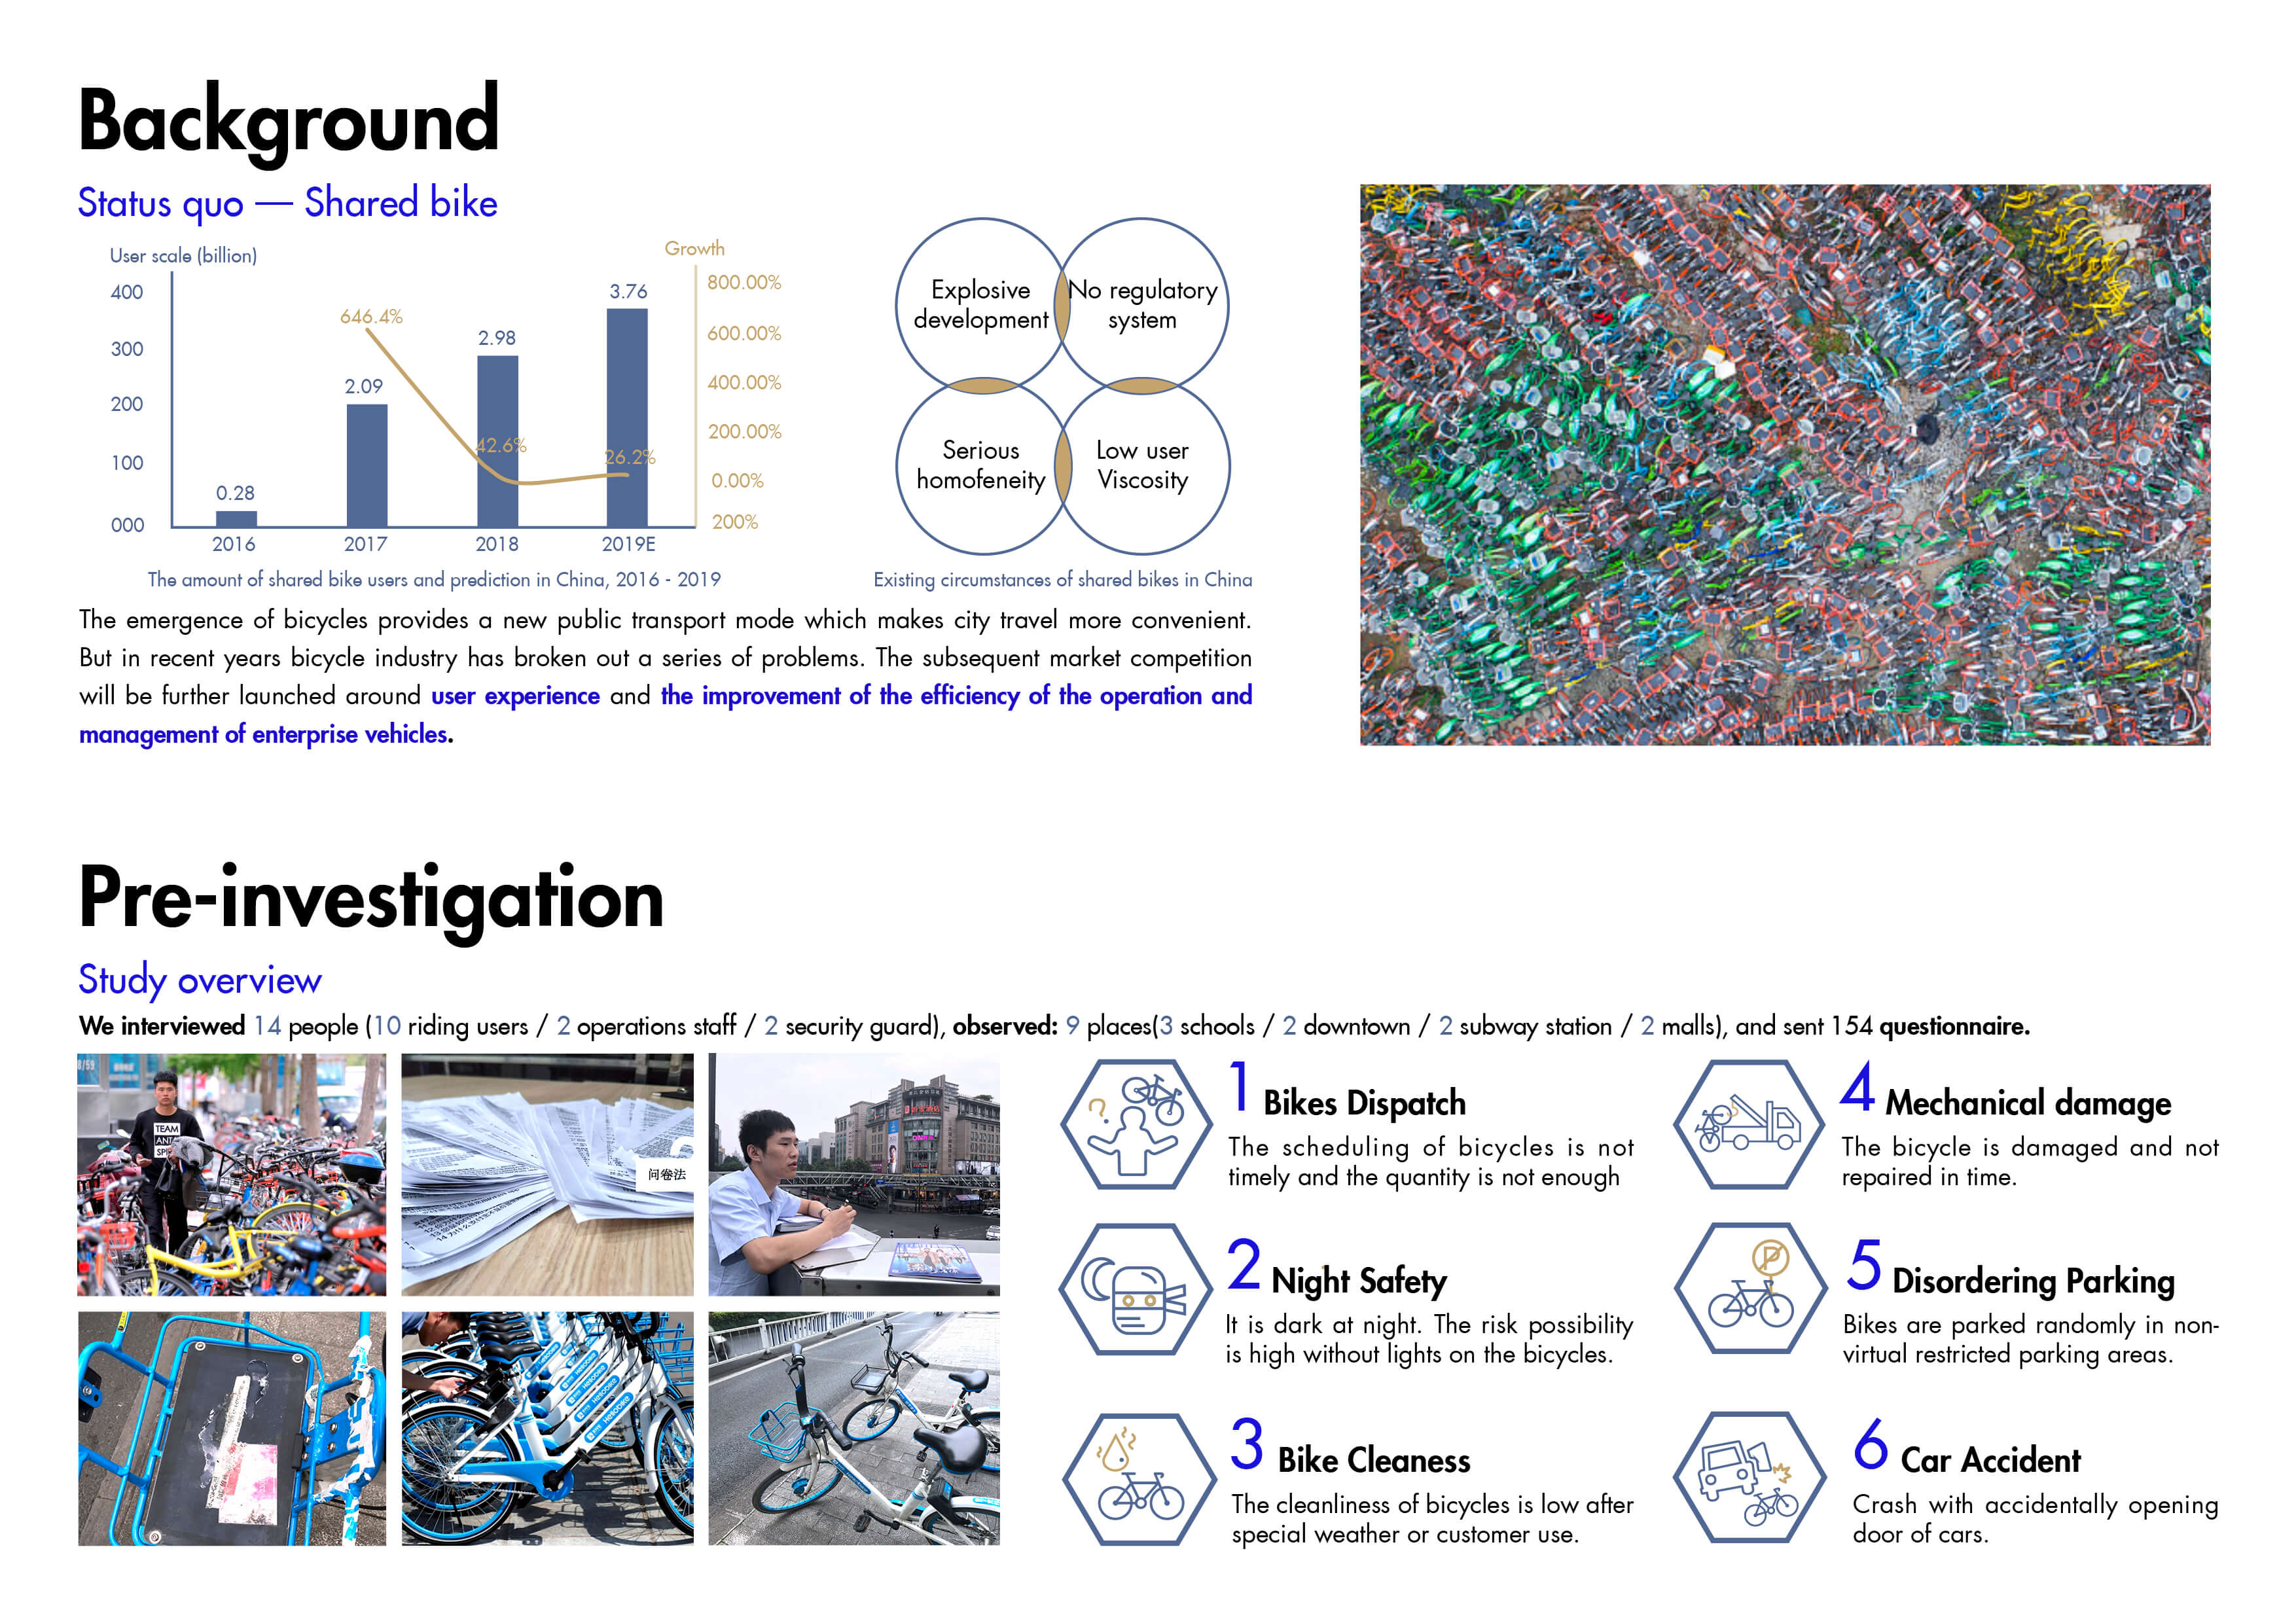 Background
Status quo — Shared bike
User scale (billion)
Growth
400
300
200
100
000
0.28
2.09
2.98
3.76
646.4%
42.6%
26.2%
800.00%
600.00%
400.00%
200.00%
0.00%
200%
2016
2017
2018
2019E
The amount of shared bike users and prediction in China, 2016 - 2019
Explosive
development
No regulatory
system
Serious
homofeneity
Low user
Viscosity
Existing circumstances of shared bikes in China
The emergence of bicycles provides a new public transport mode which makes city travel more convenient.
But in recent years bicycle industry has broken out a series of problems. The subsequent market competition
will be further launched around user experience and the improvement of the efficiency of the operation and
management of enterprise vehicles.
Pre-investigation
Study overview
We interviewed 14 people (10 riding users / 2 operations staff / 2 security guard), observed: 9 places(3 schools / 2 downtown / 2 subway station / 2 malls), and sent 154 questionnaire.
TEAM
问卷法
1 Bikes Dispatch
The scheduling of bicycles is not
timely and the quantity is not enough
2 Night Safety
It is dark at night. The risk possibility
is high without lights on the bicycles.
3 Bike Cleaness
The cleanliness of bicycles is low after
special weather or customer use.
4 Mechanical damage
The bicycle is damaged and not
repaired in time.
5 Disordering Parking
Bikes are parked randomly in non-
virtual restricted parking areas.
6 Car Accident
Crash with accidentally opening
door of cars.